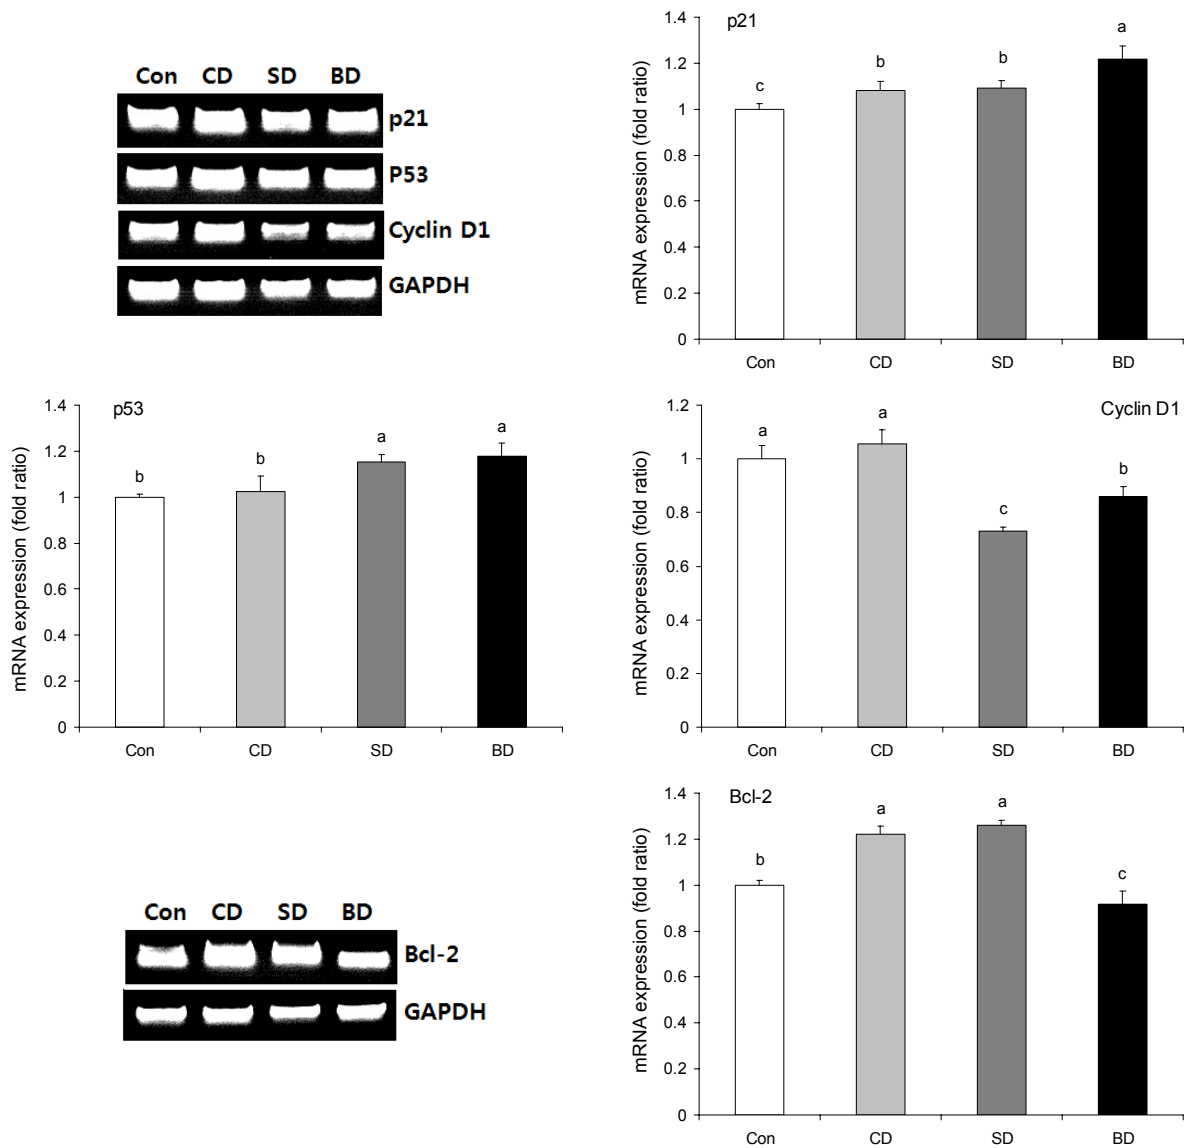 Con CD SD BD
p21
P53
Cyclin D1
GAPDH
p21
mRNA expression (fold ratio)
1.4
1.2
1
0.8
0.6
0.4
0.2
0
c
b
b
a
Con CD SD BD
p53
mRNA expression (fold ratio)
1.4
1.2
1
0.8
0.6
0.4
0.2
0
b
b
a
a
Con CD SD BD
Cyclin D1
mRNA expression (fold ratio)
1.2
1
0.8
0.6
0.4
0.2
0
a
a
c
b
Con CD SD BD
Con CD SD BD
Bcl-2
GAPDH
Bcl-2
mRNA expression (fold ratio)
1.4
1.2
1
0.8
0.6
0.4
0.2
0
b
a
a
c
Con CD SD BD